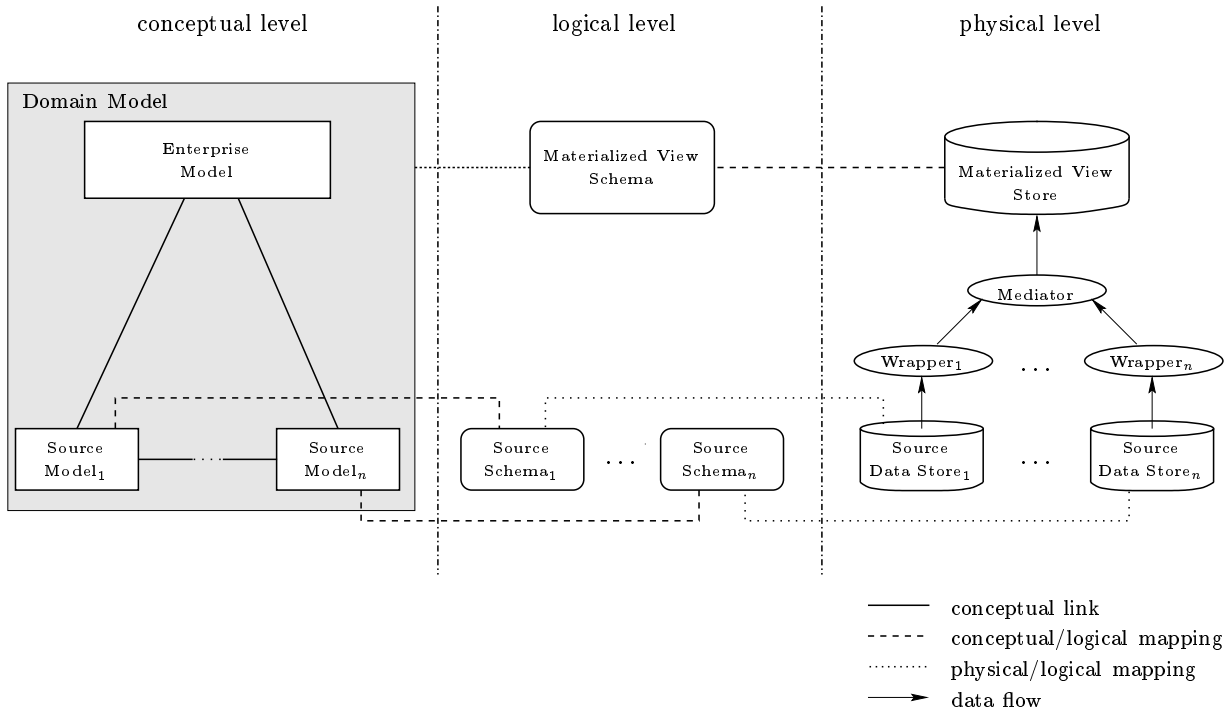 conceptual level
logical level
physical level
Domain Model
Enterprise
Model
Materialized View
Schema
Materialized View
Store
Mediator
Wrapper1
...
Wrappern
Source
Model1
...
Source
Modeln
Source
Schema1
...
Source
Scheman
Source
Data Store1
...
Source
Data Storen
conceptual link
conceptual/logical mapping
physical/logical mapping
data flow